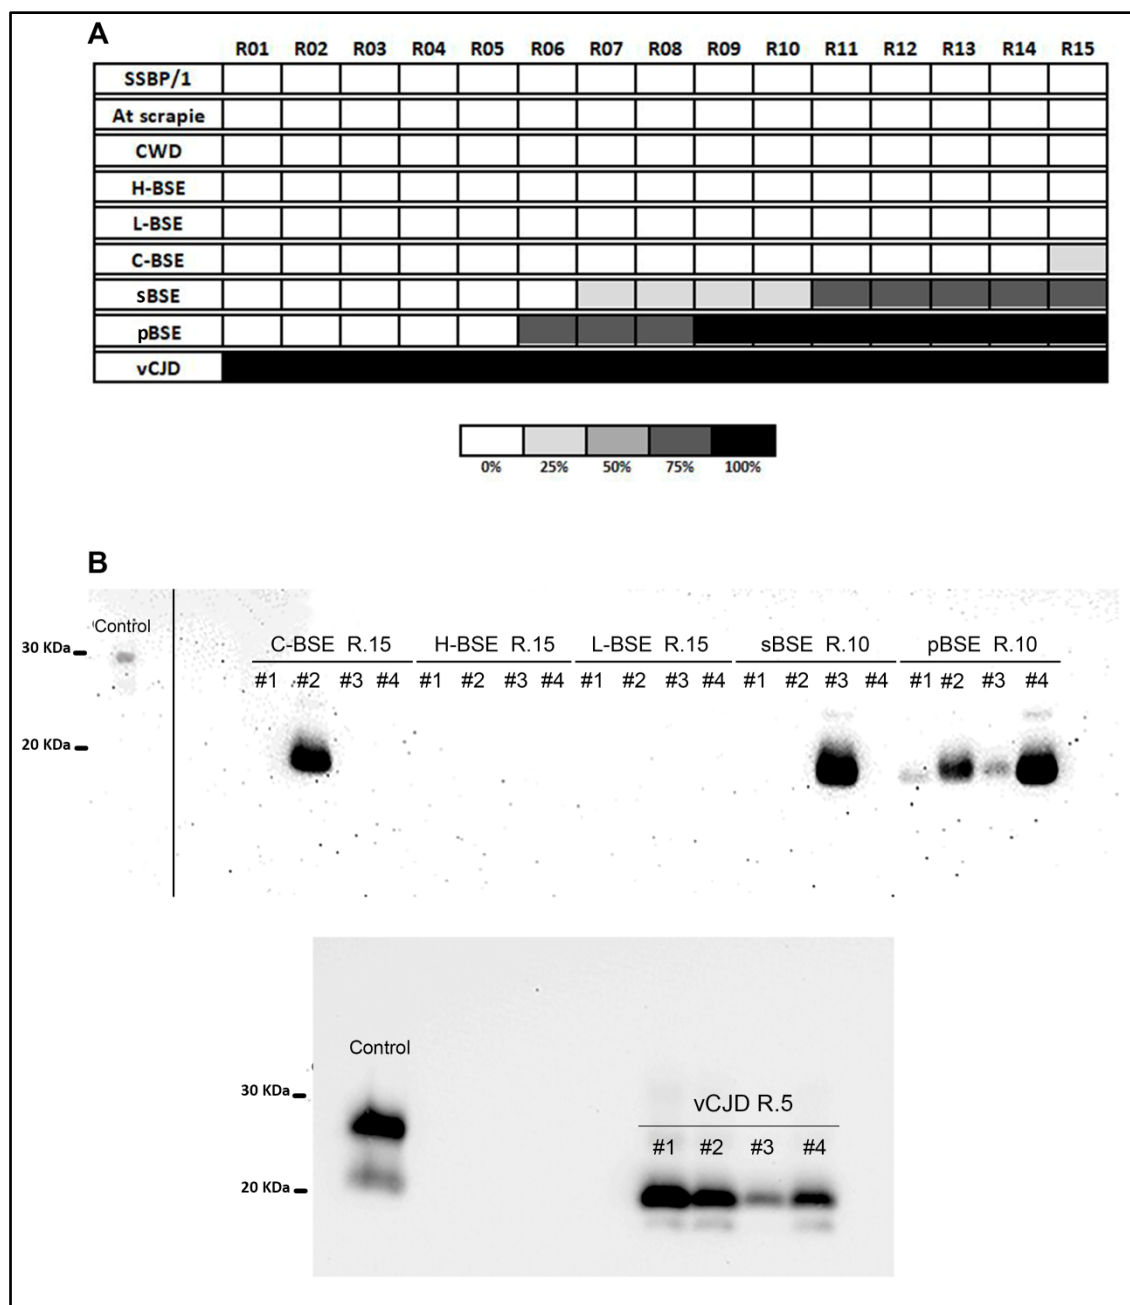 A
R01 R02 R03 R04 R05 R06 R07 R08 R09 R10 R11 R12 R13 R14 R15
SSBP/1
At scrapie
CWD
H-BSE
L-BSE
C-BSE
sBSE
pBSE
vCJD
0% 25% 50% 75% 100%
B
Control
30 KDa
C-BSE R.15 H-BSE R.15 L-BSE R.15 sBSE R.10 pBSE R.10
#1 #2 #3 #4 #1 #2 #3 #4 #1 #2 #3 #4 #1 #2 #3 #4 #1 #2 #3 #4
20 KDa
Control
30 KDa
vCJD R.5
#1 #2 #3 #4
20 KDa